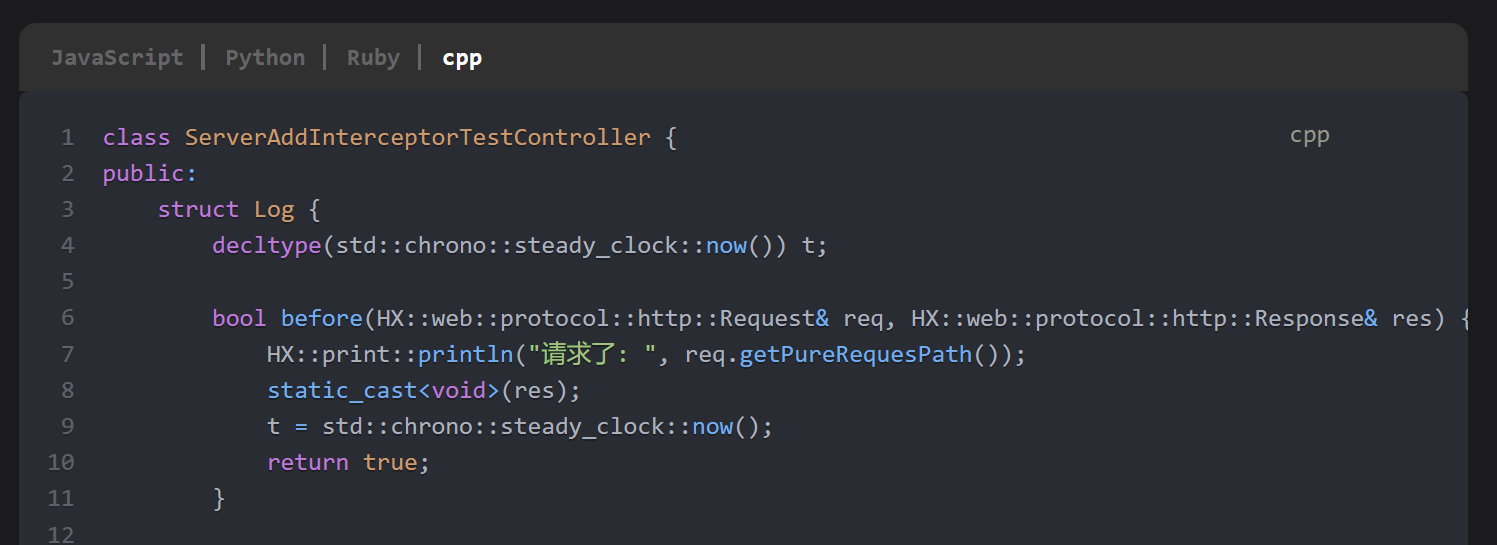 JavaScript | Python | Ruby | cpp
cpp
1 class ServerAddInterceptorTestController {
2 public:
3     struct Log {
4         decltype(std::chrono::steady_clock::now()) t;
5
6         bool before(HX::web::protocol::http::Request& req, HX::web::protocol::http::Response& res) {
7             HX::print::println("请求了: ", req.getPureRequesPath());
8             static_cast<void>(res);
9             t = std::chrono::steady_clock::now();
10             return true;
11         }
12